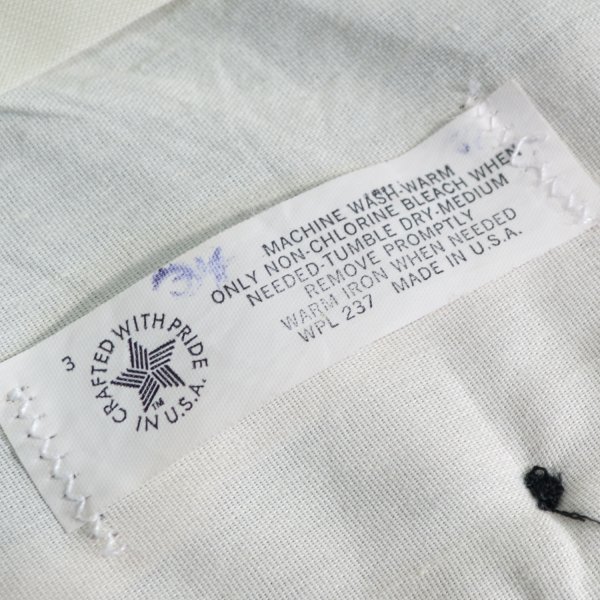 3
CRAFTED WITH PRIDE
IN U.S.A.
TM
MACHINE WASH-WARM
ONLY NON-CHLORINE BLEACH WHEN
NEEDED-TUMBLE DRY-MEDIUM
REMOVE PROMPTLY
WARM IRON WHEN NEEDED
WPL 237 MADE IN U.S.A.